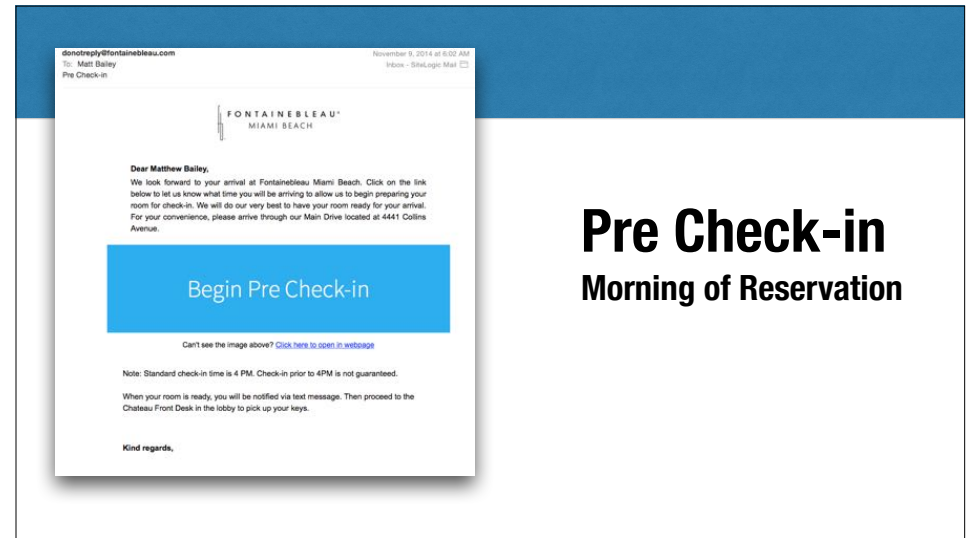 donotreply@fontainebleau.com
November 9, 2014 at 6:02 AM
To: Matt Bailey
Inbox - SiteLogic Mail
Pre Check-in
FONTAINEBLEAU
MIAMI BEACH
Dear Matthew Bailey,
We look forward to your arrival at Fontainebleau Miami Beach. Click on the link
below to let us know what time you will be arriving to allow us to begin preparing your
room for check-in. We will do our very best to have your room ready for your arrival.
For your convenience, please arrive through our Main Drive located at 4441 Collins
Avenue.
Begin Pre Check-in
Can't see the image above? Click here to open in webpage
Note: Standard check-in time is 4 PM. Check-in prior to 4PM is not guaranteed.
When your room is ready, you will be notified via text message. Then proceed to the
Chateau Front Desk in the lobby to pick up your keys.
Kind regards,
Pre Check-in
Morning of Reservation